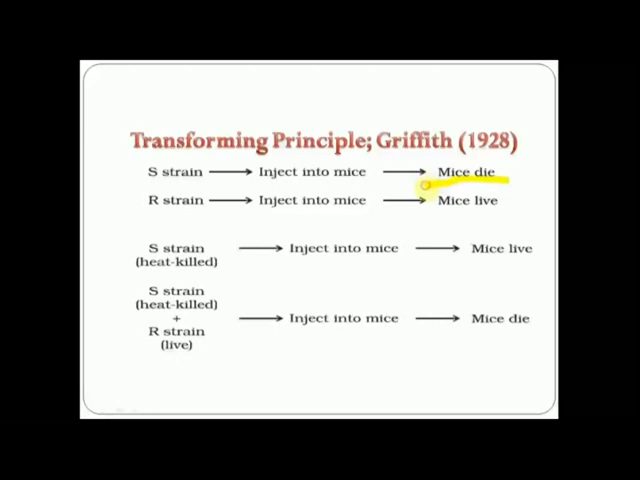 Transforming Principle; Griffith (1928)
S strain Inject into mice Mice die
R strain Inject into mice Mice live
S strain Inject into mice Mice live
(heat-killed)
S strain
(heat-killed)
+ Inject into mice Mice die
R strain
(live)